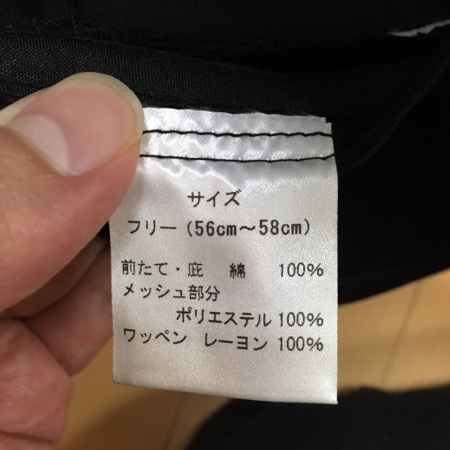 サイズ
フリー（56cm～58cm）
前たて・庇 綿 100%
メッシュ部分
ポリエステル 100%
ワッペン レーヨン 100%